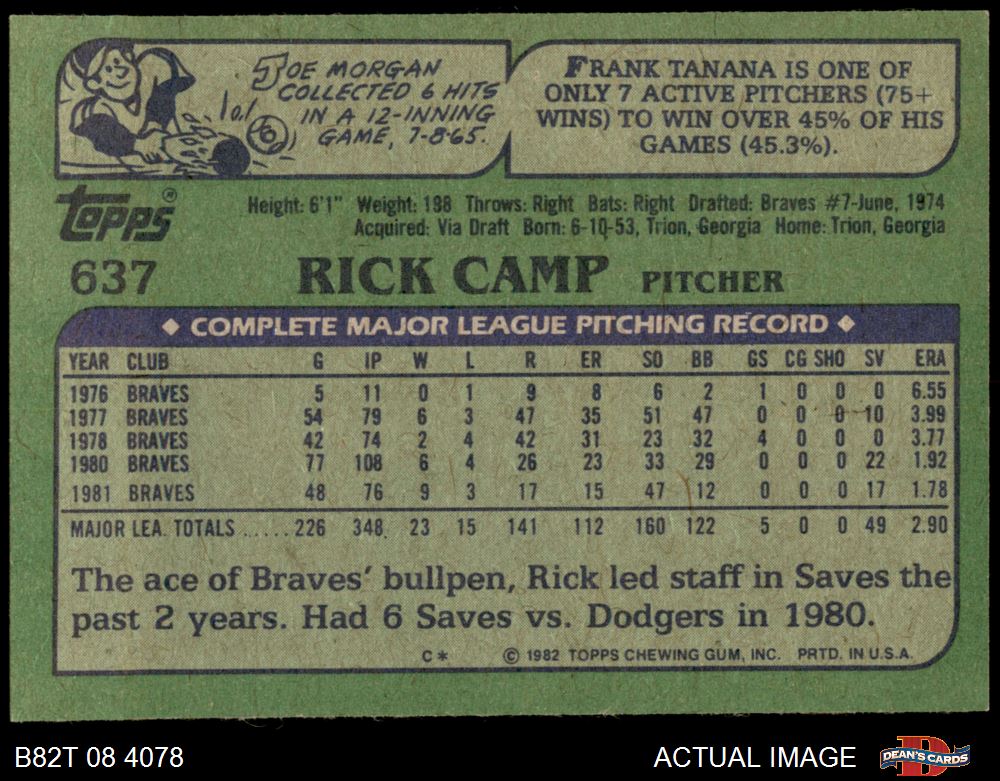 JOE MORGAN
COLLECTED 6 HITS
IN A 12-INNING
GAME, 7-8-65.
6
FRANK TANANA IS ONE OF
ONLY 7 ACTIVE PITCHERS (75+
WINS) TO WIN OVER 45% OF HIS
GAMES (45.3%).
topps®
Height: 6'1" Weight: 198 Throws: Right Bats: Right Drafted: Braves #7-June, 1974
Acquired: Via Draft Born: 6-10-53, Trion, Georgia Home: Trion, Georgia
637 RICK CAMP PITCHER
◆ COMPLETE MAJOR LEAGUE PITCHING RECORD ◆
YEAR CLUB G IP W L R ER SO BB GS CG SHO SV ERA
1976 BRAVES 5 11 0 1 9 8 6 2 1 0 0 0 6.55
1977 BRAVES 54 79 6 3 47 35 51 47 0 0 0 10 3.99
1978 BRAVES 42 74 2 4 42 31 23 32 4 0 0 0 3.77
1980 BRAVES 77 108 6 4 26 23 33 29 0 0 0 22 1.92
1981 BRAVES 48 76 9 3 17 15 47 12 0 0 0 17 1.78
MAJOR LEA. TOTALS ..... 226 348 23 15 141 112 160 122 5 0 0 49 2.90
The ace of Braves' bullpen, Rick led staff in Saves the
past 2 years. Had 6 Saves vs. Dodgers in 1980.
C* © 1982 TOPPS CHEWING GUM, INC. PRTD. IN U.S.A.
B82T 08 4078 ACTUAL IMAGE DEAN'S CARDS